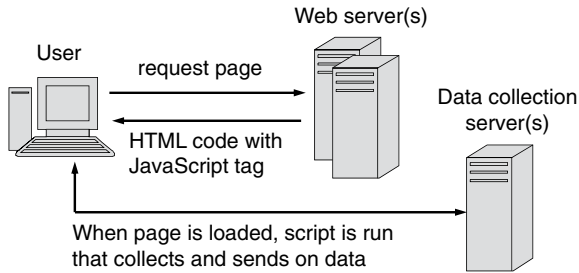 Web server(s)
User
request page
Data collection
server(s)
HTML code with
JavaScript tag
When page is loaded, script is run
that collects and sends on data